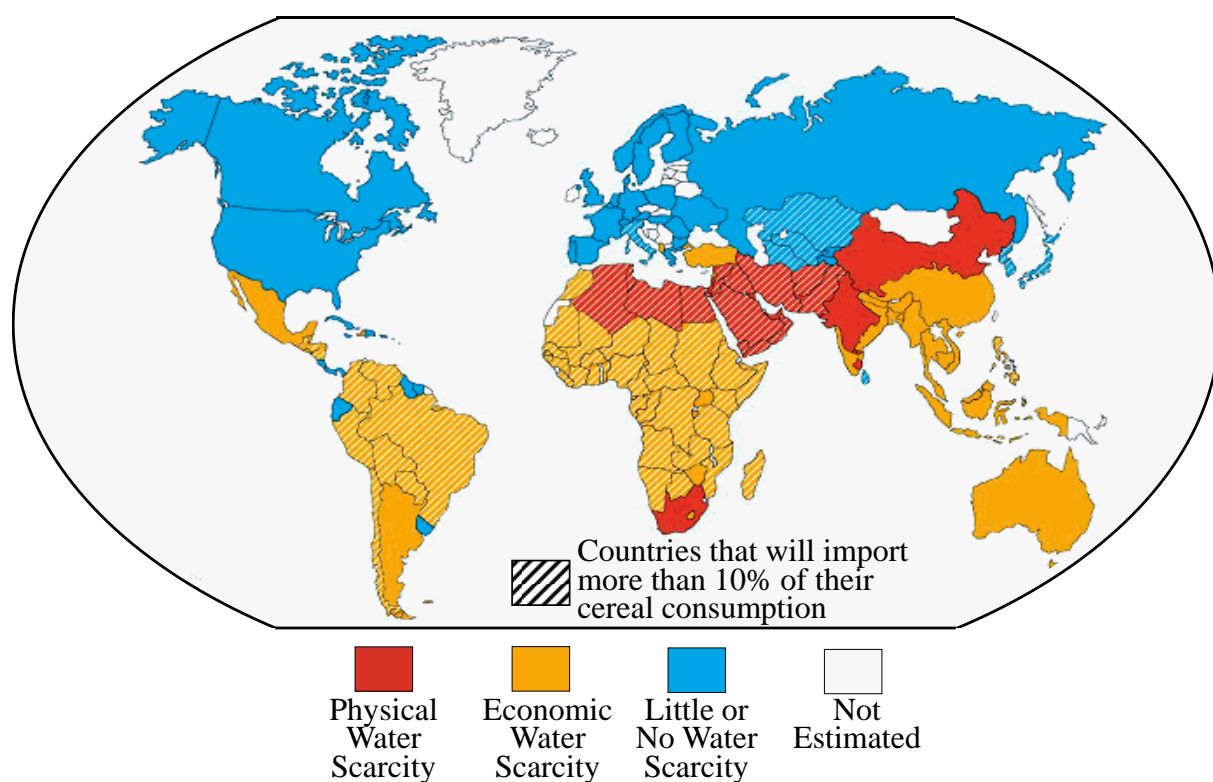 Countries that will import
more than 10% of their
cereal consumption
Physical
Water
Scarcity
Economic
Water
Scarcity
Little or
No Water
Scarcity
Not
Estimated